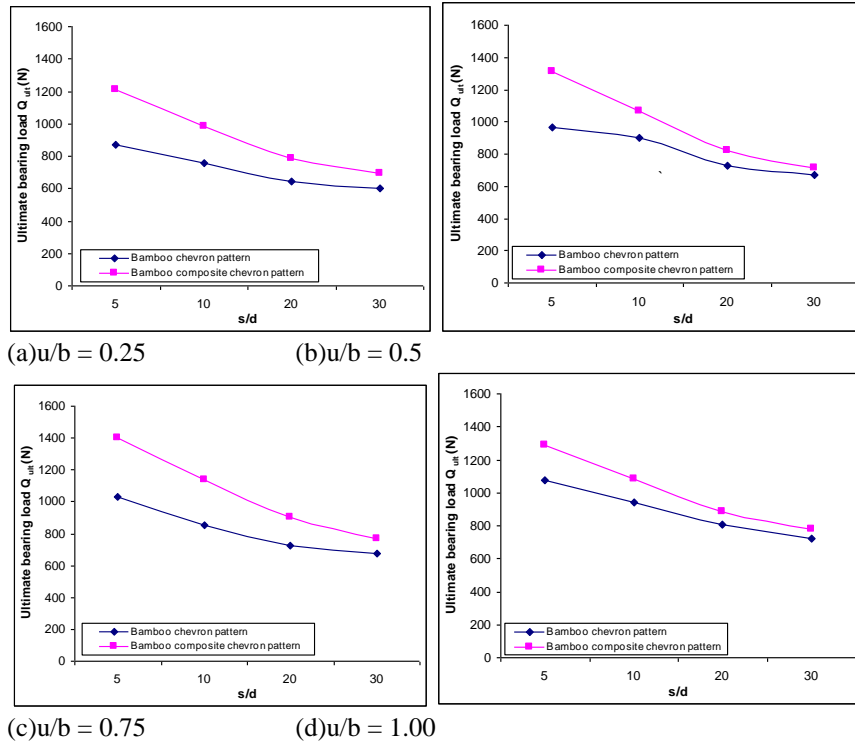 Ultimate bearing load Q ult (N)
1600
1400
1200
1000
800
600
400
200
0
Bamboo chevron pattern
Bamboo composite chevron pattern
5
10
20
30
s/d
Ultimate bearing load Q ult (N)
1600
1400
1200
1000
800
600
400
200
0
Bamboo chevron pattern
Bamboo composite chevron pattern
5
10
20
30
s/d
(a)u/b = 0.25
(b)u/b = 0.5
Ultimate bearing load Q ult (N)
1600
1400
1200
1000
800
600
400
200
0
Bamboo chevron pattern
Bamboo composite chevron pattern
5
10
20
30
s/d
Ultimate bearing load Q ult (N)
1600
1400
1200
1000
800
600
400
200
0
Bamboo chevron pattern
Bamboo composite chevron pattern
5
10
20
30
s/d
(c)u/b = 0.75
(d)u/b = 1.00